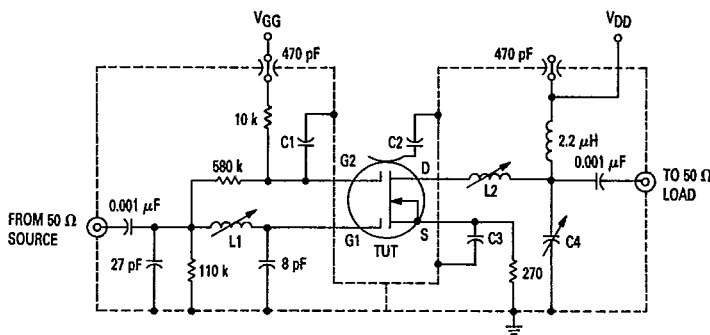 VGG
VDD
470 pF
470 pF
10 k
C1
C2
2.2 μH
580 k
G2
D
0.001 μF
0.001 μF
L2
TO 50 Ω
LOAD
FROM 50 Ω
SOURCE
L1
G1
TUT
S
C3
C4
27 pF
110 k
8 pF
270